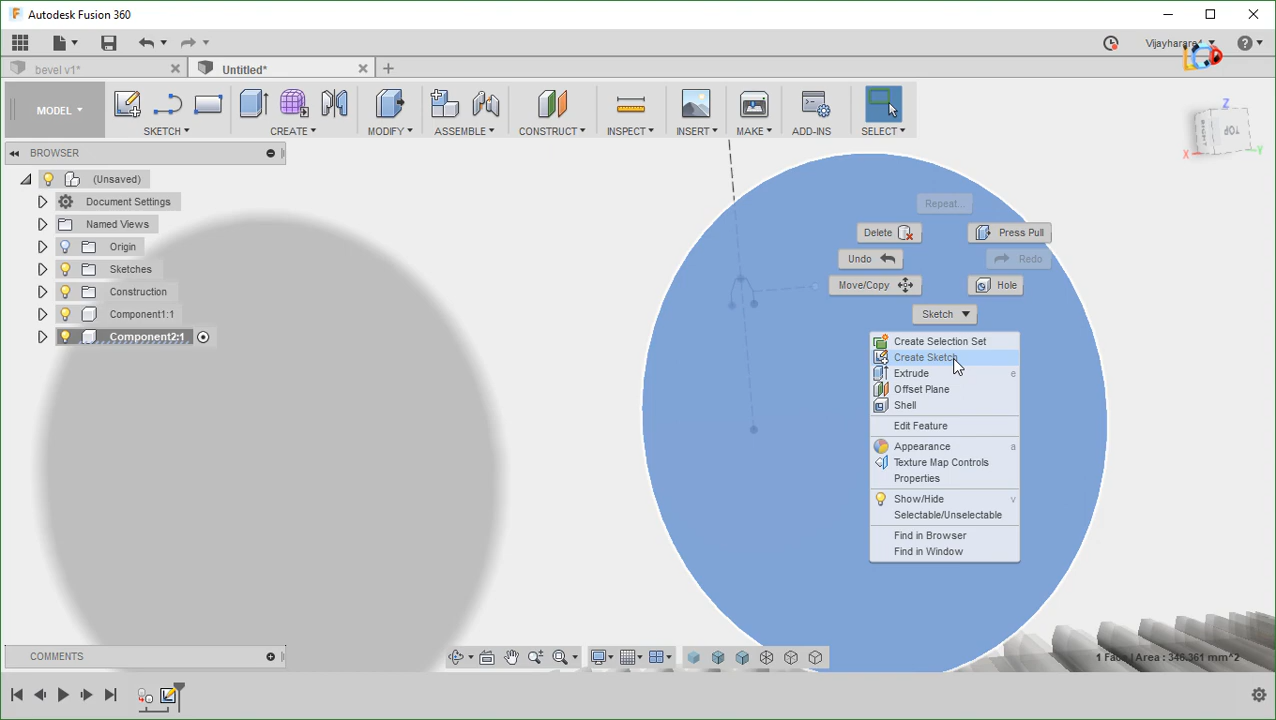 Autodesk Fusion 360
Vijayharare4
bevel v1*
Untitled*
MODEL
SKETCH
CREATE
MODIFY
ASSEMBLE
CONSTRUCT
INSPECT
INSERT
MAKE
ADD-INS
SELECT
Z
RIGHT
TOP
X
Y
BROWSER
(Unsaved)
Document Settings
Named Views
Origin
Sketches
Construction
Component1:1
Component2:1
Repeat...
Delete
Press Pull
Undo
Redo
Move/Copy
Hole
Sketch
Create Selection Set
Create Sketch
Extrude e
Offset Plane
Shell
Edit Feature
Appearance a
Texture Map Controls
Properties
Show/Hide v
Selectable/Unselectable
Find in Browser
Find in Window
COMMENTS
1 Face | Area : 346.361 mm^2